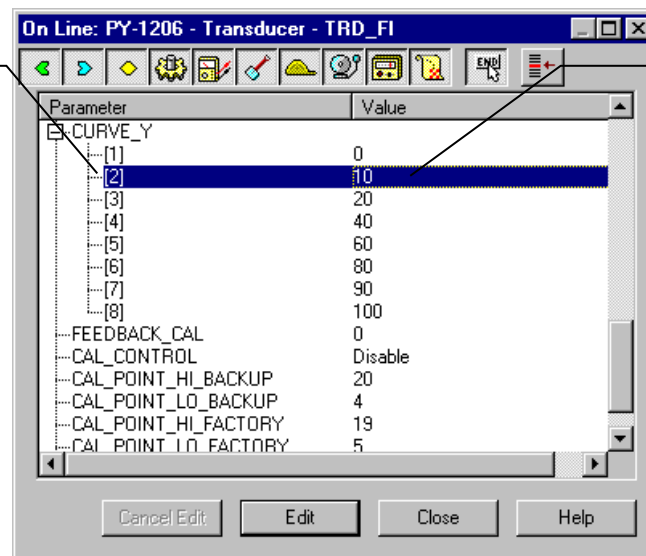 On Line: PY-1206 - Transducer - TRD_FI
END
Parameter Value
CURVE_Y
[1] 0
[2] 10
[3] 20
[4] 40
[5] 60
[6] 80
[7] 90
[8] 100
FEEDBACK_CAL 0
CAL_CONTROL Disable
CAL_POINT_HI_BACKUP 20
CAL_POINT_LO_BACKUP 4
CAL_POINT_HI_FACTORY 19
CAL_POINT_LO_FACTORY 5
Cancel Edit Edit Close Help